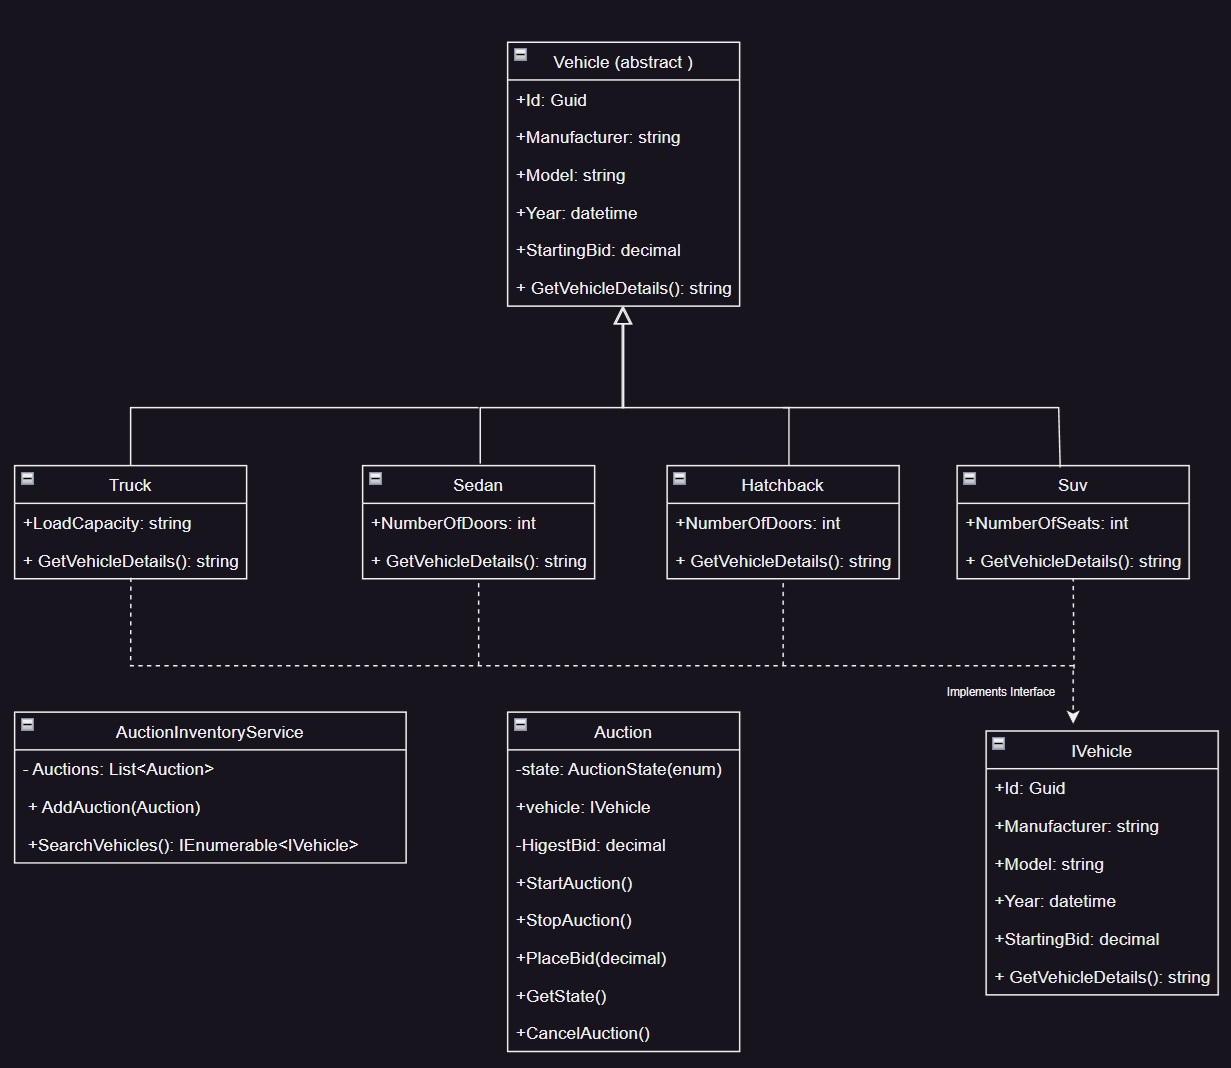 Vehicle (abstract )
+Id: Guid
+Manufacturer: string
+Model: string
+Year: datetime
+StartingBid: decimal
+ GetVehicleDetails(): string
Truck
+LoadCapacity: string
+ GetVehicleDetails(): string
Sedan
+NumberOfDoors: int
+ GetVehicleDetails(): string
Hatchback
+NumberOfDoors: int
+ GetVehicleDetails(): string
Suv
+NumberOfSeats: int
+ GetVehicleDetails(): string
Implements Interface
AuctionInventoryService
- Auctions: List<Auction>
+ AddAuction(Auction)
+SearchVehicles(): IEnumerable<IVehicle>
Auction
-state: AuctionState(enum)
+vehicle: IVehicle
-HigestBid: decimal
+StartAuction()
+StopAuction()
+PlaceBid(decimal)
+GetState()
+CancelAuction()
IVehicle
+Id: Guid
+Manufacturer: string
+Model: string
+Year: datetime
+StartingBid: decimal
+ GetVehicleDetails(): string